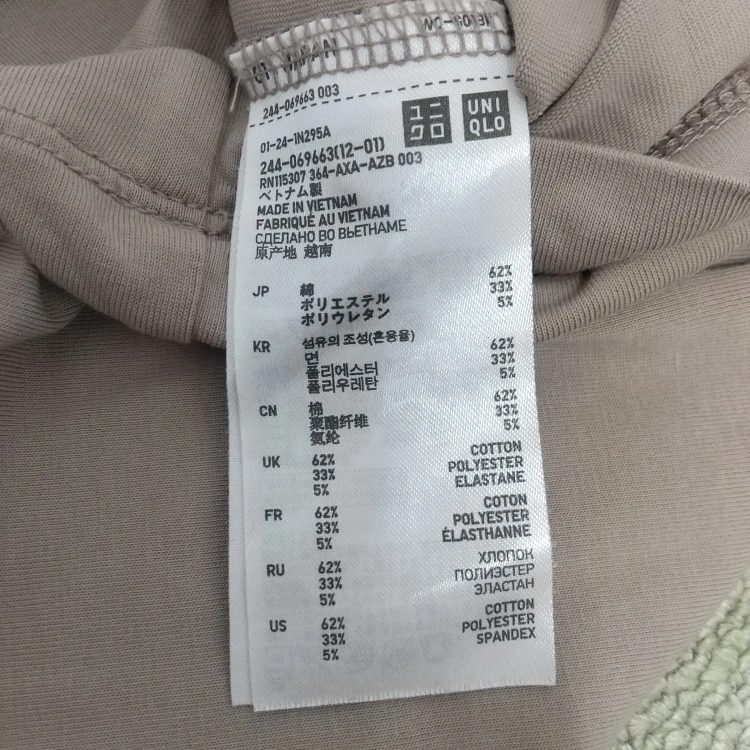 244-069663 003
ユニ
クロ
UNI
QLO
01-24-1N295A
244-069663(12-01)
RN115307 364-AXA-AZB 003
ベトナム製
MADE IN VIETNAM
FABRIQUÉ AU VIETNAM
СДЕЛАНО ВО ВЬЕТНАМЕ
原产地 越南
JP 綿 62%
ポリエステル 33%
ポリウレタン 5%
KR 섬유의 조성(혼용율)
면 62%
폴리에스터 33%
폴리우레탄 5%
CN 棉 62%
聚酯纤维 33%
氨纶 5%
UK 62% COTTON
33% POLYESTER
5% ELASTANE
FR 62% COTON
33% POLYESTER
5% ÉLASTHANNE
RU 62% ХЛОПОК
33% ПОЛИЭСТЕР
5% ЭЛАСТАН
US 62% COTTON
33% POLYESTER
5% SPANDEX